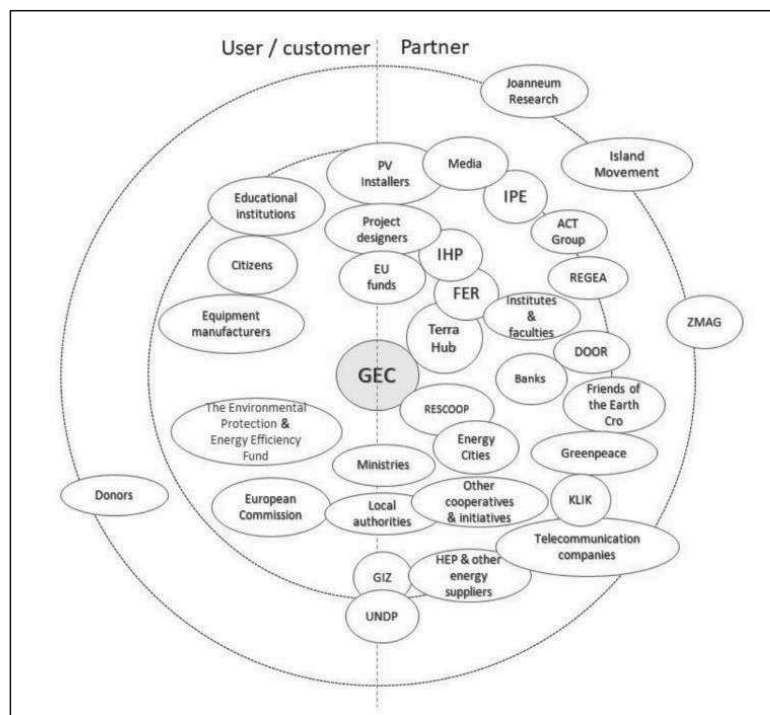 User / customer
Partner
Joanneum
Research
Island
Movement
PV
Installers
Media
IPE
Educational
institutions
Project
designers
ACT
Group
IHP
Citizens
EU
funds
REGEA
FER
Institutes
&
faculties
Equipment
manufacturers
Terra
Hub
ZMAG
DOOR
GEC
Banks
Friends of
the Earth
Cro
RESCOOP
The Environmental
Protection &
Energy Efficiency
Fund
Energy
Cities
Greenpeace
Ministries
Donors
European
Commission
Local
authorities
Other
cooperatives
& initiatives
KLIK
Telecommunication
companies
GIZ
HEP & other
energy
suppliers
UNDP